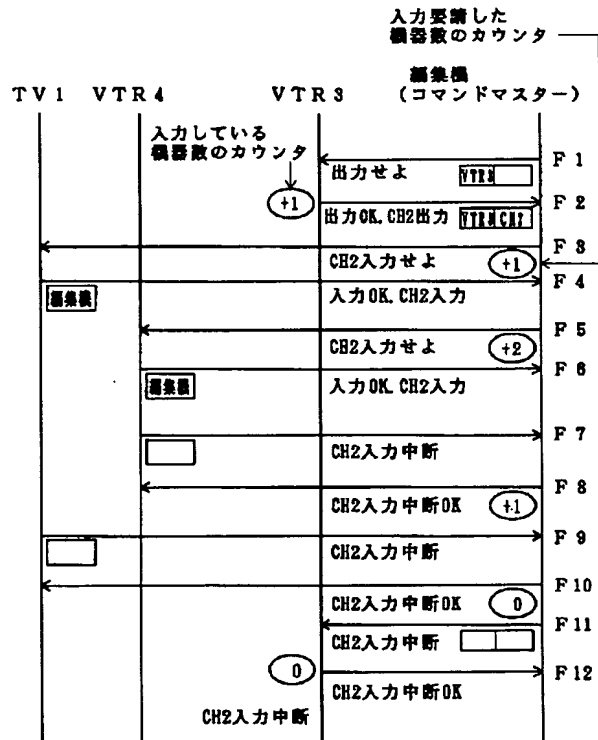 入力要請した
機器数のカウンタ
編集機
TV1 VTR4 VTR3 (コマンドマスター)
入力している
機器数のカウンタ
F1
出力せよ VTR3
+1 F2
出力OK.CH2出力 VTR3 CH2
F3
CH2入力せよ +1
F4
編集機 入力OK.CH2入力
F5
CH2入力せよ +2
F6
編集機 入力OK.CH2入力
F7
CH2入力中断
F8
CH2入力中断OK +1
F9
CH2入力中断
F10
CH2入力中断OK 0
F11
CH2入力中断
0 F12
CH2入力中断OK
CH2入力中断